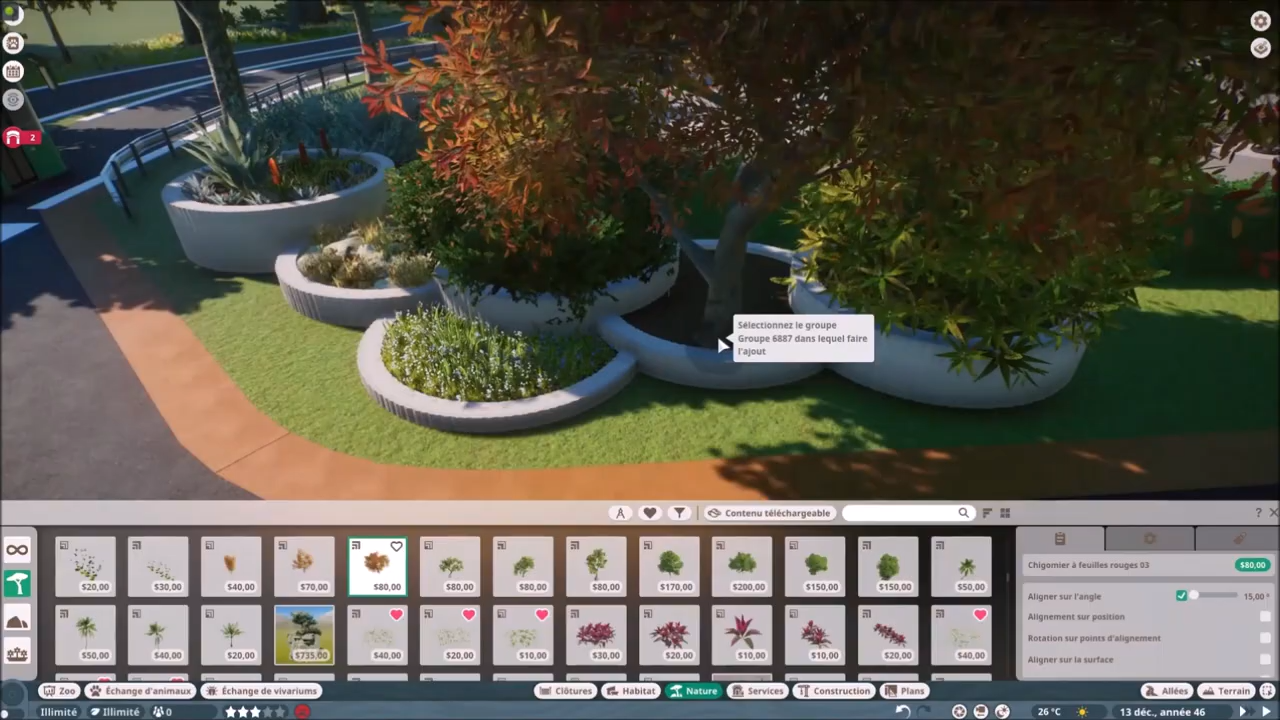 2
Sélectionnez le groupe
Groupe 6887 dans lequel faire
l'ajout
Contenu téléchargeable
?
$20,00 $30,00 $40,00 $70,00 $80,00 $80,00 $80,00 $80,00 $170,00 $200,00 $150,00 $150,00 $50,00
$50,00 $40,00 $20,00 $735,00 $40,00 $20,00 $10,00 $30,00 $20,00 $10,00 $10,00 $20,00 $40,00
Chigomier à feuilles rouges 03 $80,00
Aligner sur l'angle 15,00 °
Alignement sur position
Rotation sur points d'alignement
Aligner sur la surface
Zoo Échange d'animaux Échange de vivariums Clôtures Habitat Nature Services Construction Plans Allées Terrain
Illimité Illimité 0 26 °C 13 déc., année 46